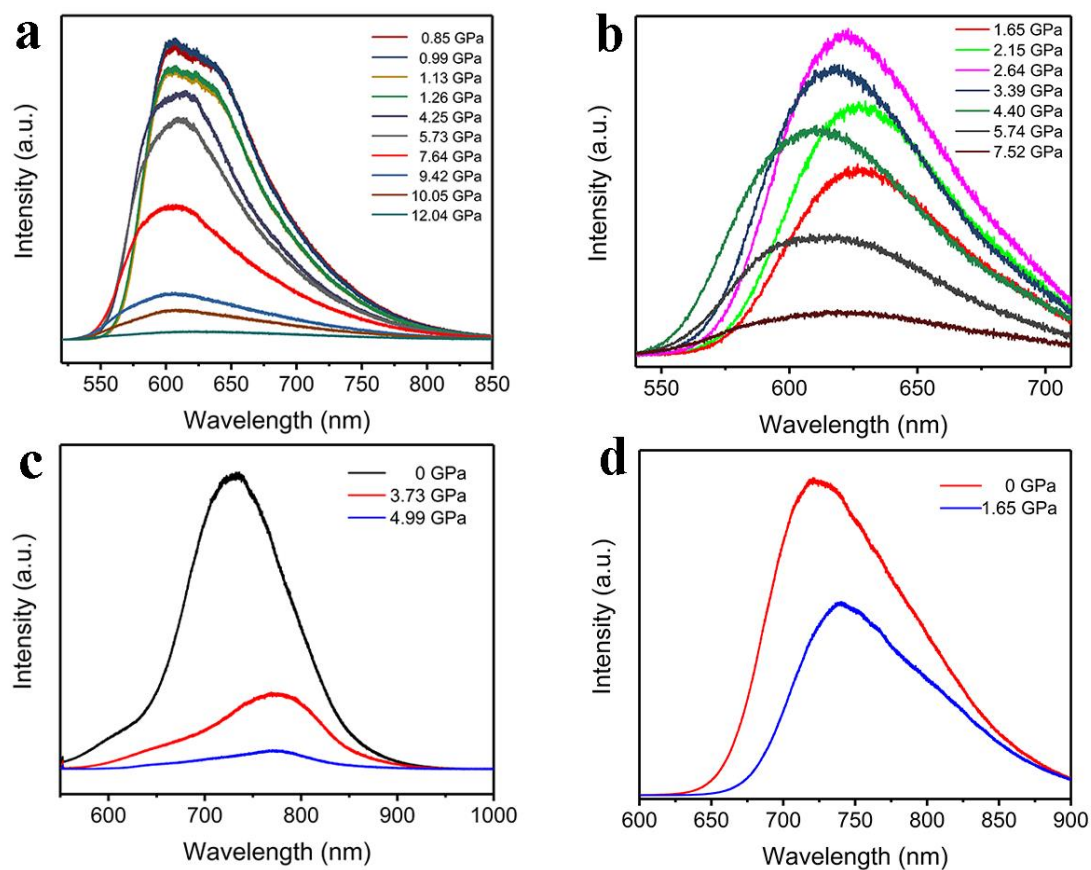 a
0.85 GPa
0.99 GPa
1.13 GPa
1.26 GPa
4.25 GPa
5.73 GPa
7.64 GPa
9.42 GPa
10.05 GPa
12.04 GPa
Intensity (a.u.)
550 600 650 700 750 800 850
Wavelength (nm)
b
1.65 GPa
2.15 GPa
2.64 GPa
3.39 GPa
4.40 GPa
5.74 GPa
7.52 GPa
Intensity (a.u.)
550 600 650 700
Wavelength (nm)
c
0 GPa
3.73 GPa
4.99 GPa
Intensity (a.u.)
600 700 800 900 1000
Wavelength (nm)
d
0 GPa
1.65 GPa
Intensity (a.u.)
600 650 700 750 800 850 900
Wavelength (nm)